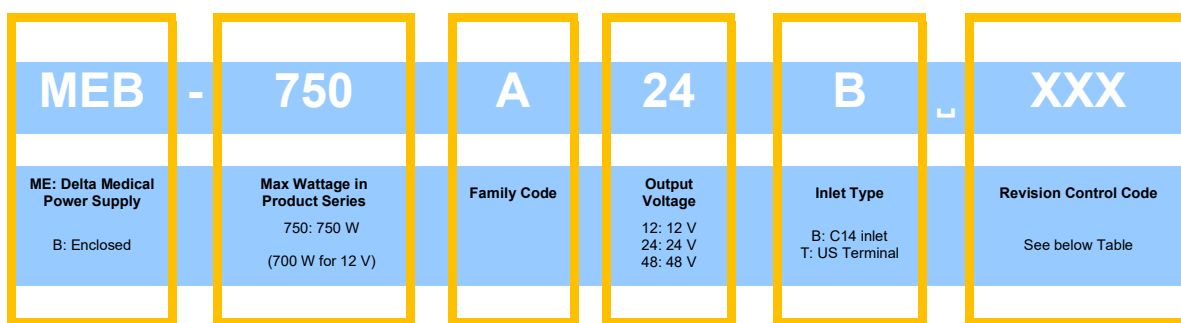 MEB - 750 A 24 B ␣ XXX
ME: Delta Medical
Power Supply
B: Enclosed
Max Wattage in
Product Series
750: 750 W
(700 W for 12 V)
Family Code
Output
Voltage
12: 12 V
24: 24 V
48: 48 V
Inlet Type
B: C14 inlet
T: US Terminal
Revision Control Code
See below Table